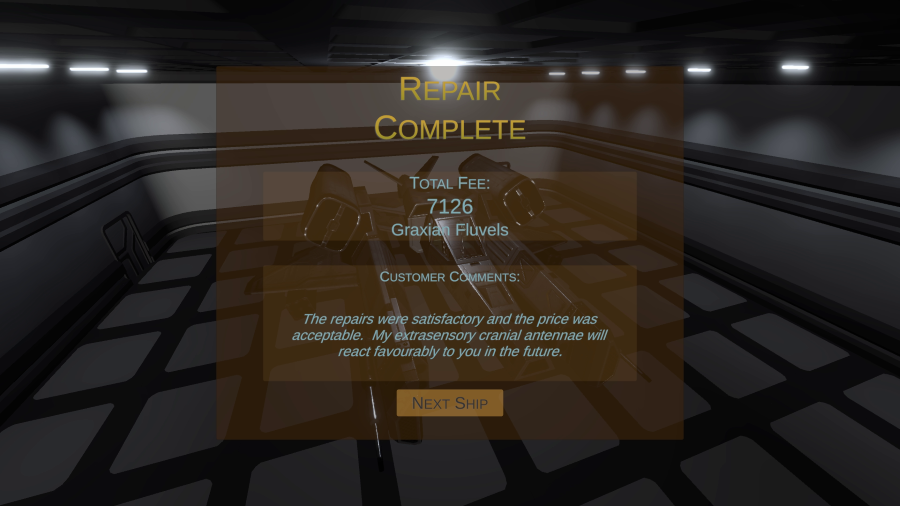 Repair
Complete
Total Fee:
7126
Graxian Fluvels
Customer Comments:
The repairs were satisfactory and the price was
acceptable.  My extrasensory cranial antennae will
react favourably to you in the future.
Next Ship